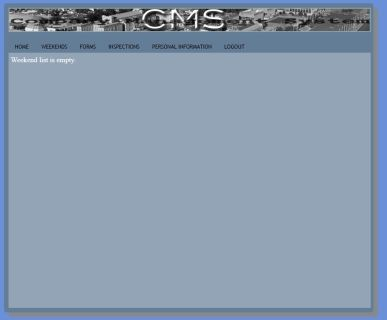 CMS
HOME WEEKENDS FORMS INSPECTIONS PERSONAL INFORMATION LOGOUT
Weekend list is empty